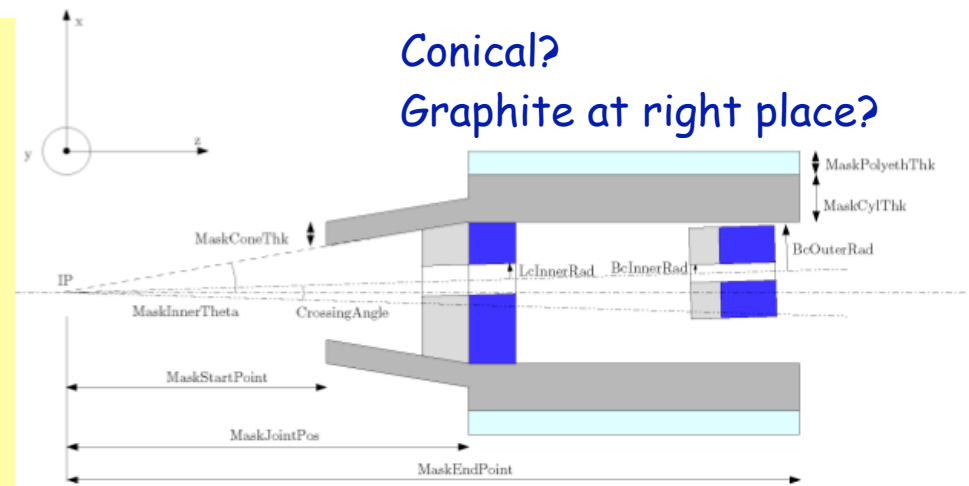 Conical?
Graphite at right place?
x
y
z
MaskPolyethThk
MaskCylThk
MaskConeThk
BcOuterRad
LcInnerRad
BcInnerRad
IP
MaskInnerTheta
CrossingAngle
MaskStartPoint
MaskJointPos
MaskEndPoint